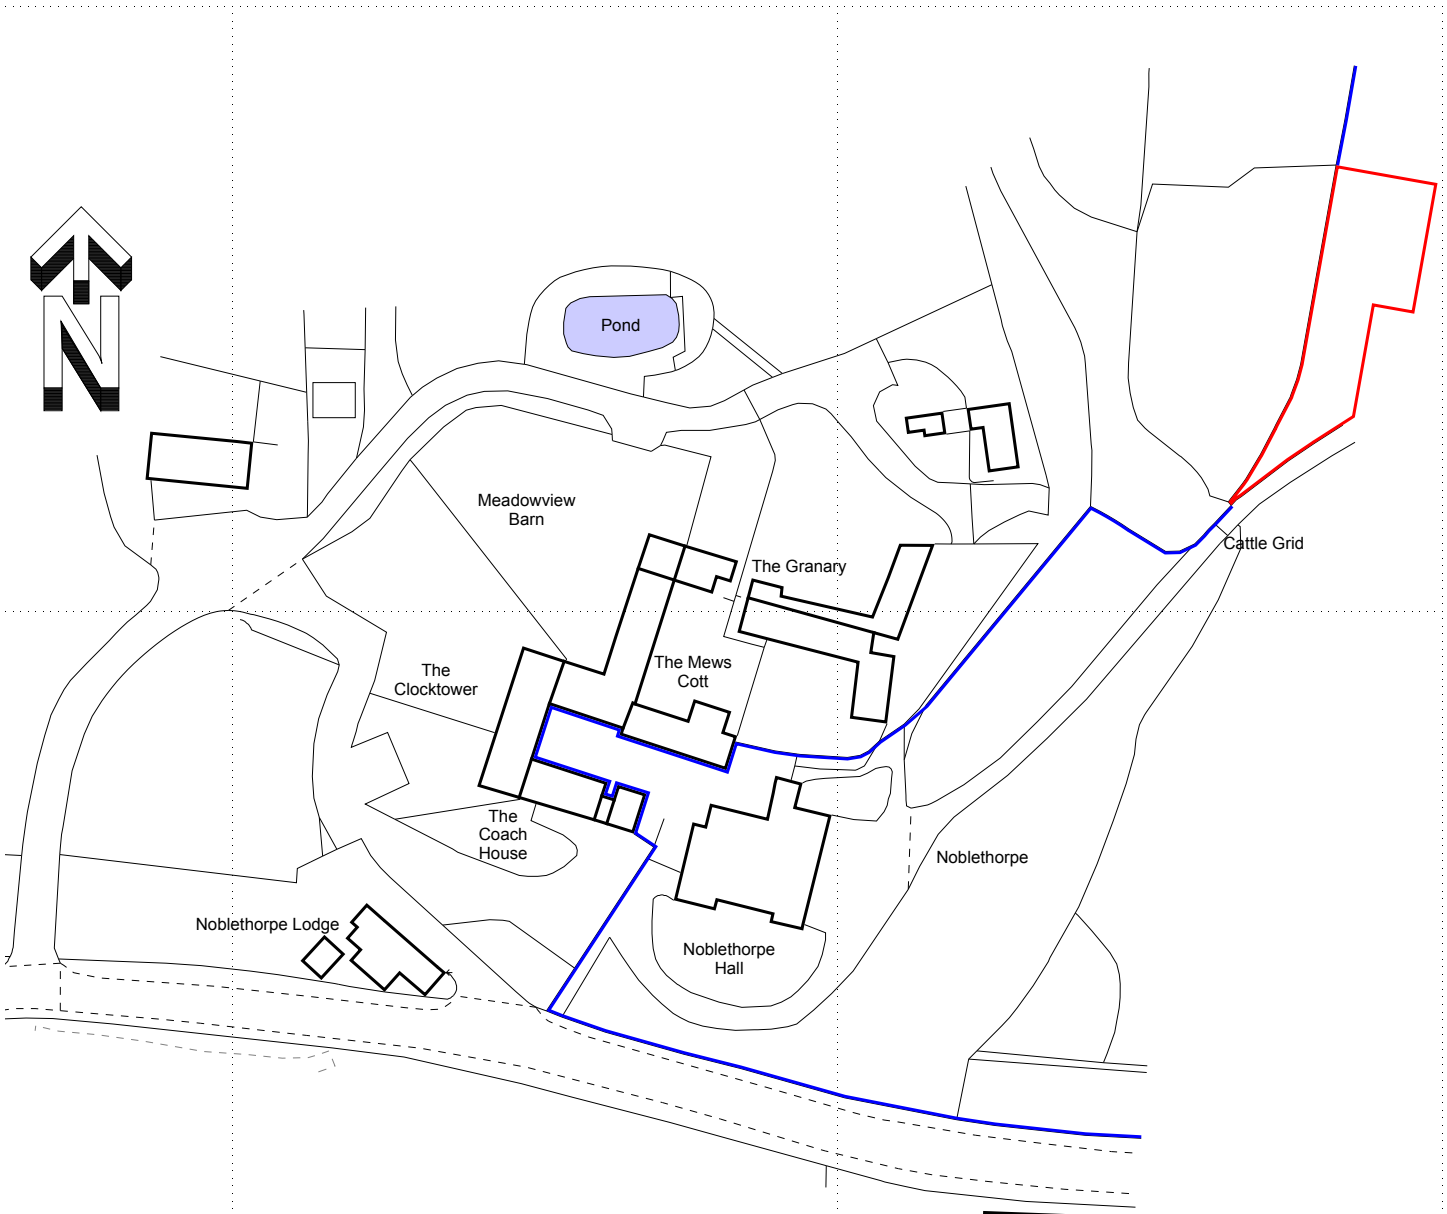 N
Pond
Meadowview
Barn
Cattle Grid
The Granary
The Mews
Cott
The
Clocktower
The
Coach
House
Noblethorpe
Noblethorpe Lodge
Noblethorpe
Hall